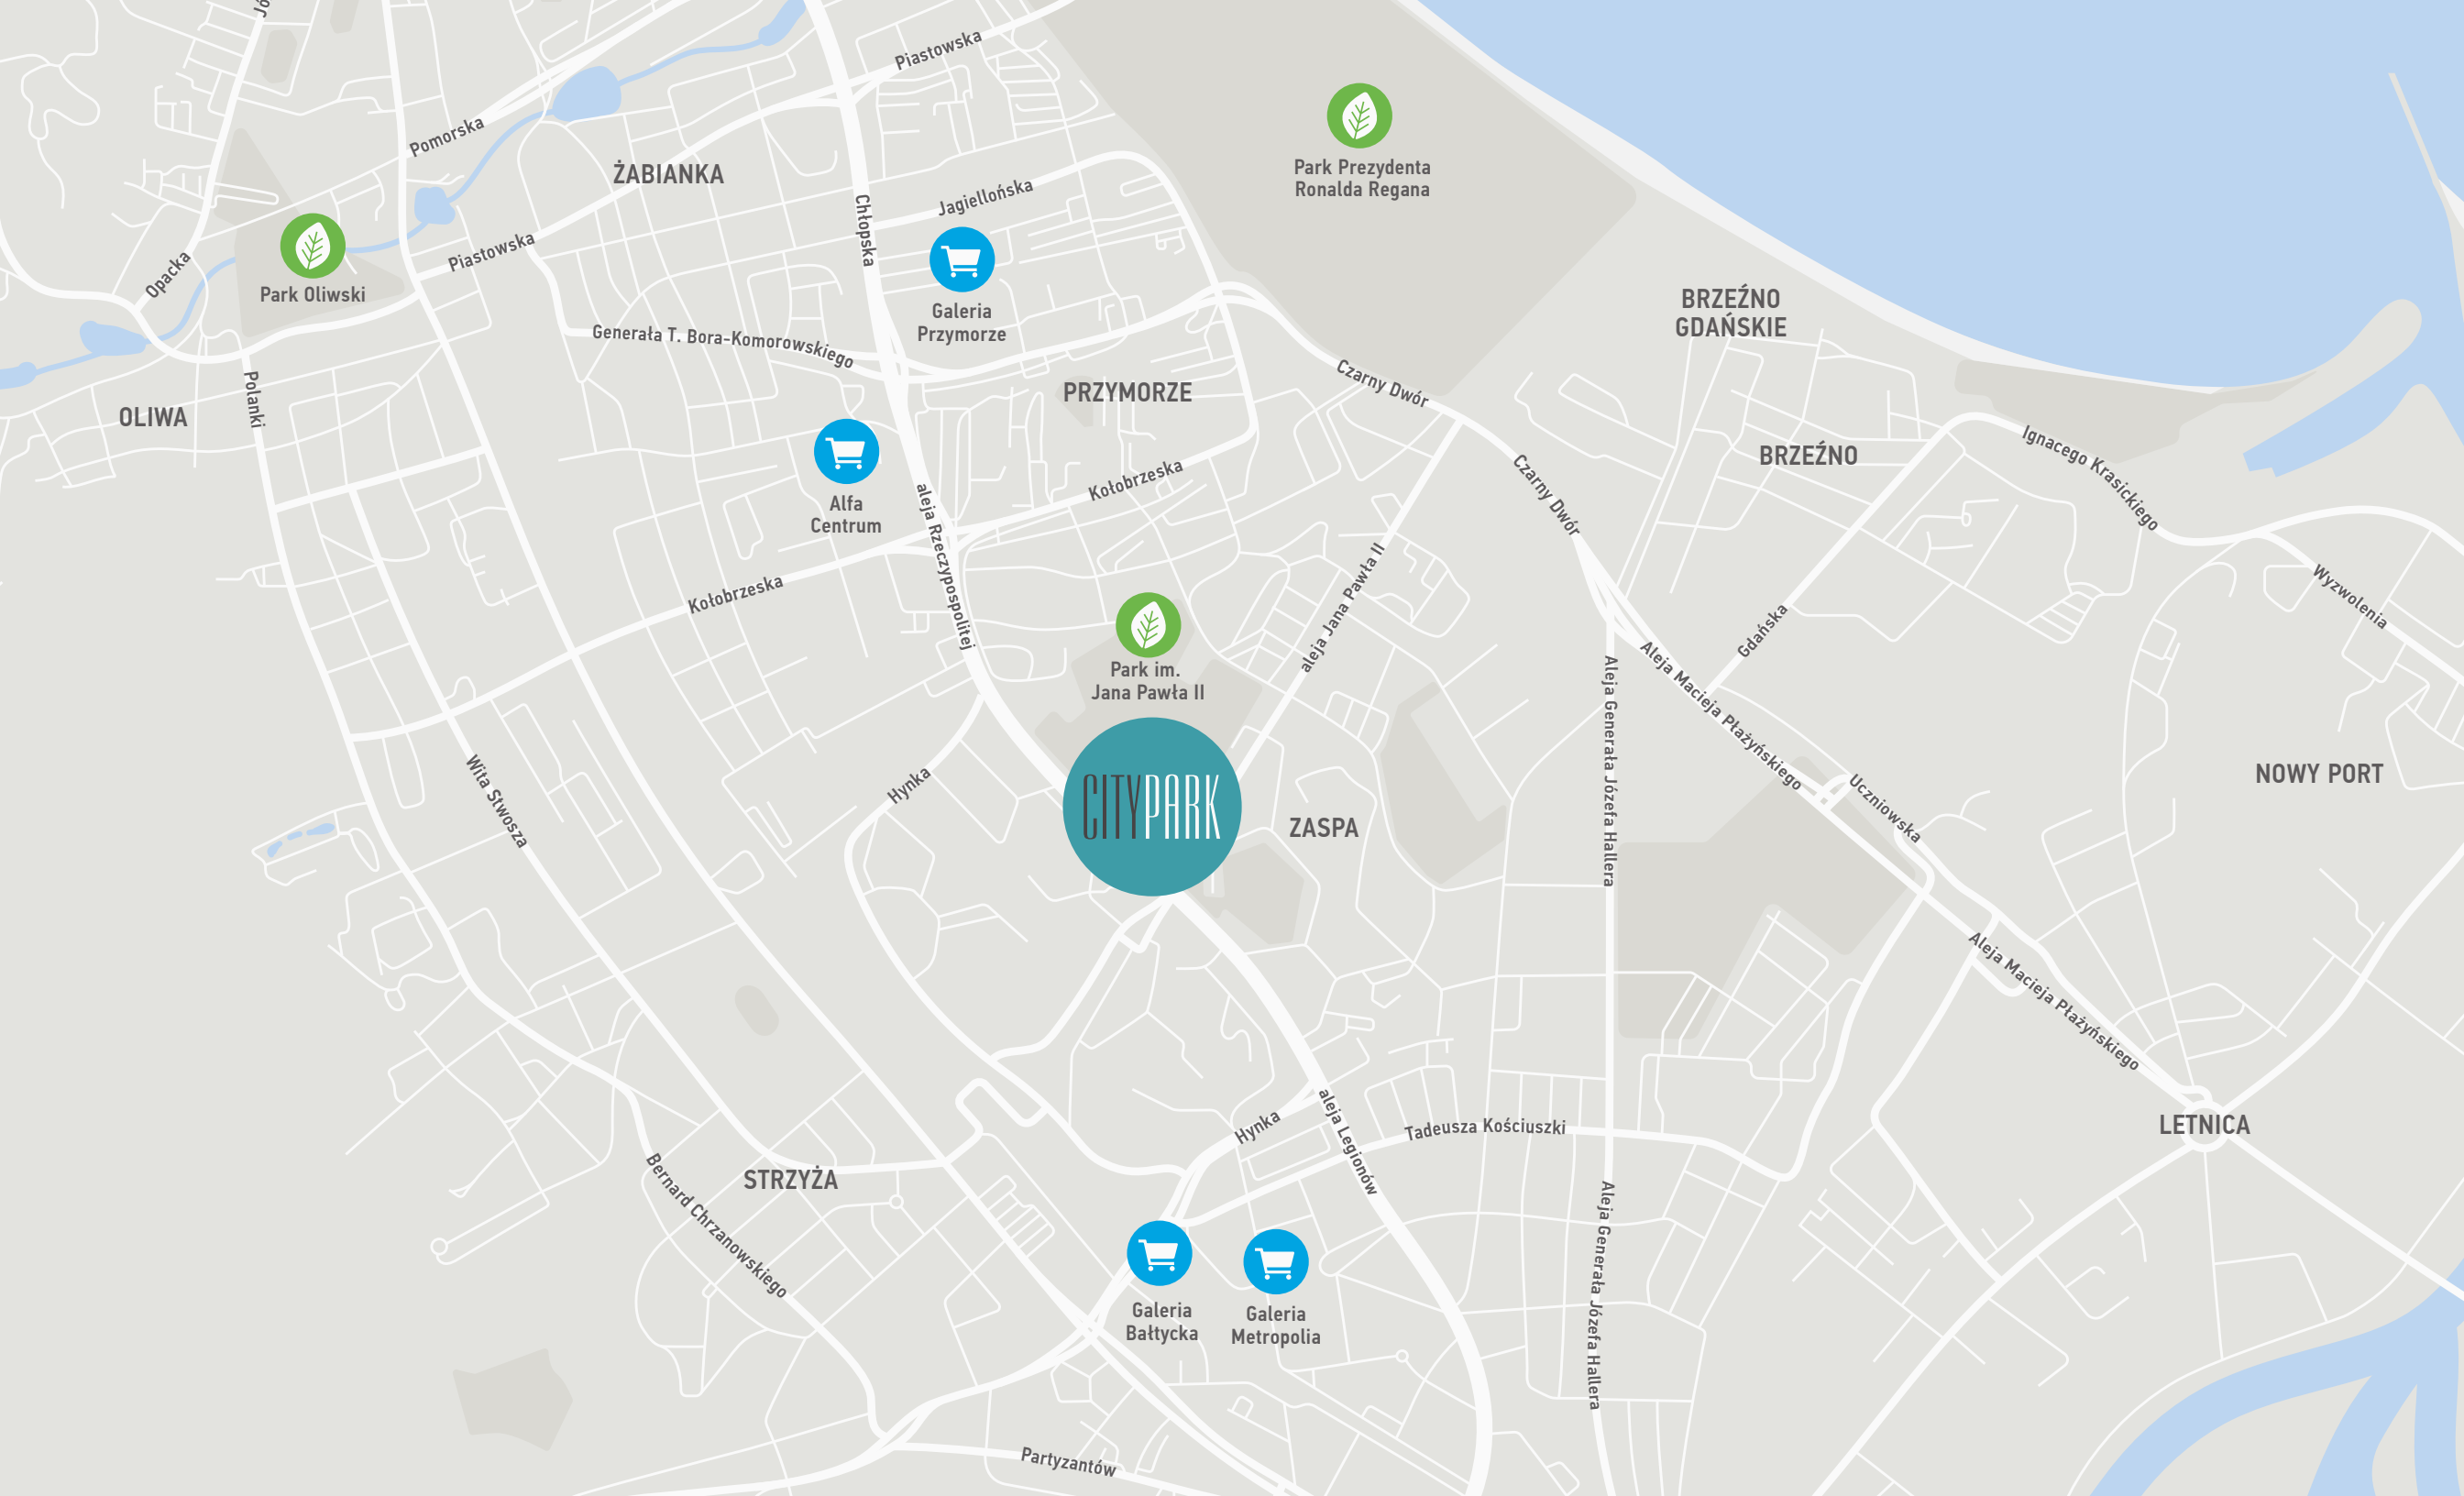 Jó
Piastowska
Pomorska
ŻABIANKA
Park Prezydenta
Ronalda Regana
Jagiellońska
Chłopska
Piastowska
Opacka
Park Oliwski
Galeria
Przymorze
BRZEŹNO
GDAŃSKIE
Generała T. Bora-Komorowskiego
Czarny Dwór
PRZYMORZE
Polanki
OLIWA
BRZEŹNO
Ignacego Krasickiego
Alfa
Centrum
Kołobrzeska
Czarny Dwór
aleja Rzeczypospolitej
Kołobrzeska
aleja Jana Pawła II
Wyzwolenia
Gdańska
Park im.
Jana Pawła II
Aleja Generała Józefa Hallera
Aleja Macieja Płażyńskiego
NOWY PORT
Wita Stwosza
Hynka
CITYPARK
ZASPA
Uczniowska
Aleja Macieja Płażyńskiego
Hynka
aleja Legionów
Tadeusza Kościuszki
LETNICA
STRZYŻA
Bernard Chrzanowskiego
Aleja Generała Józefa Hallera
Galeria
Bałtycka
Galeria
Metropolia
Partyzantów